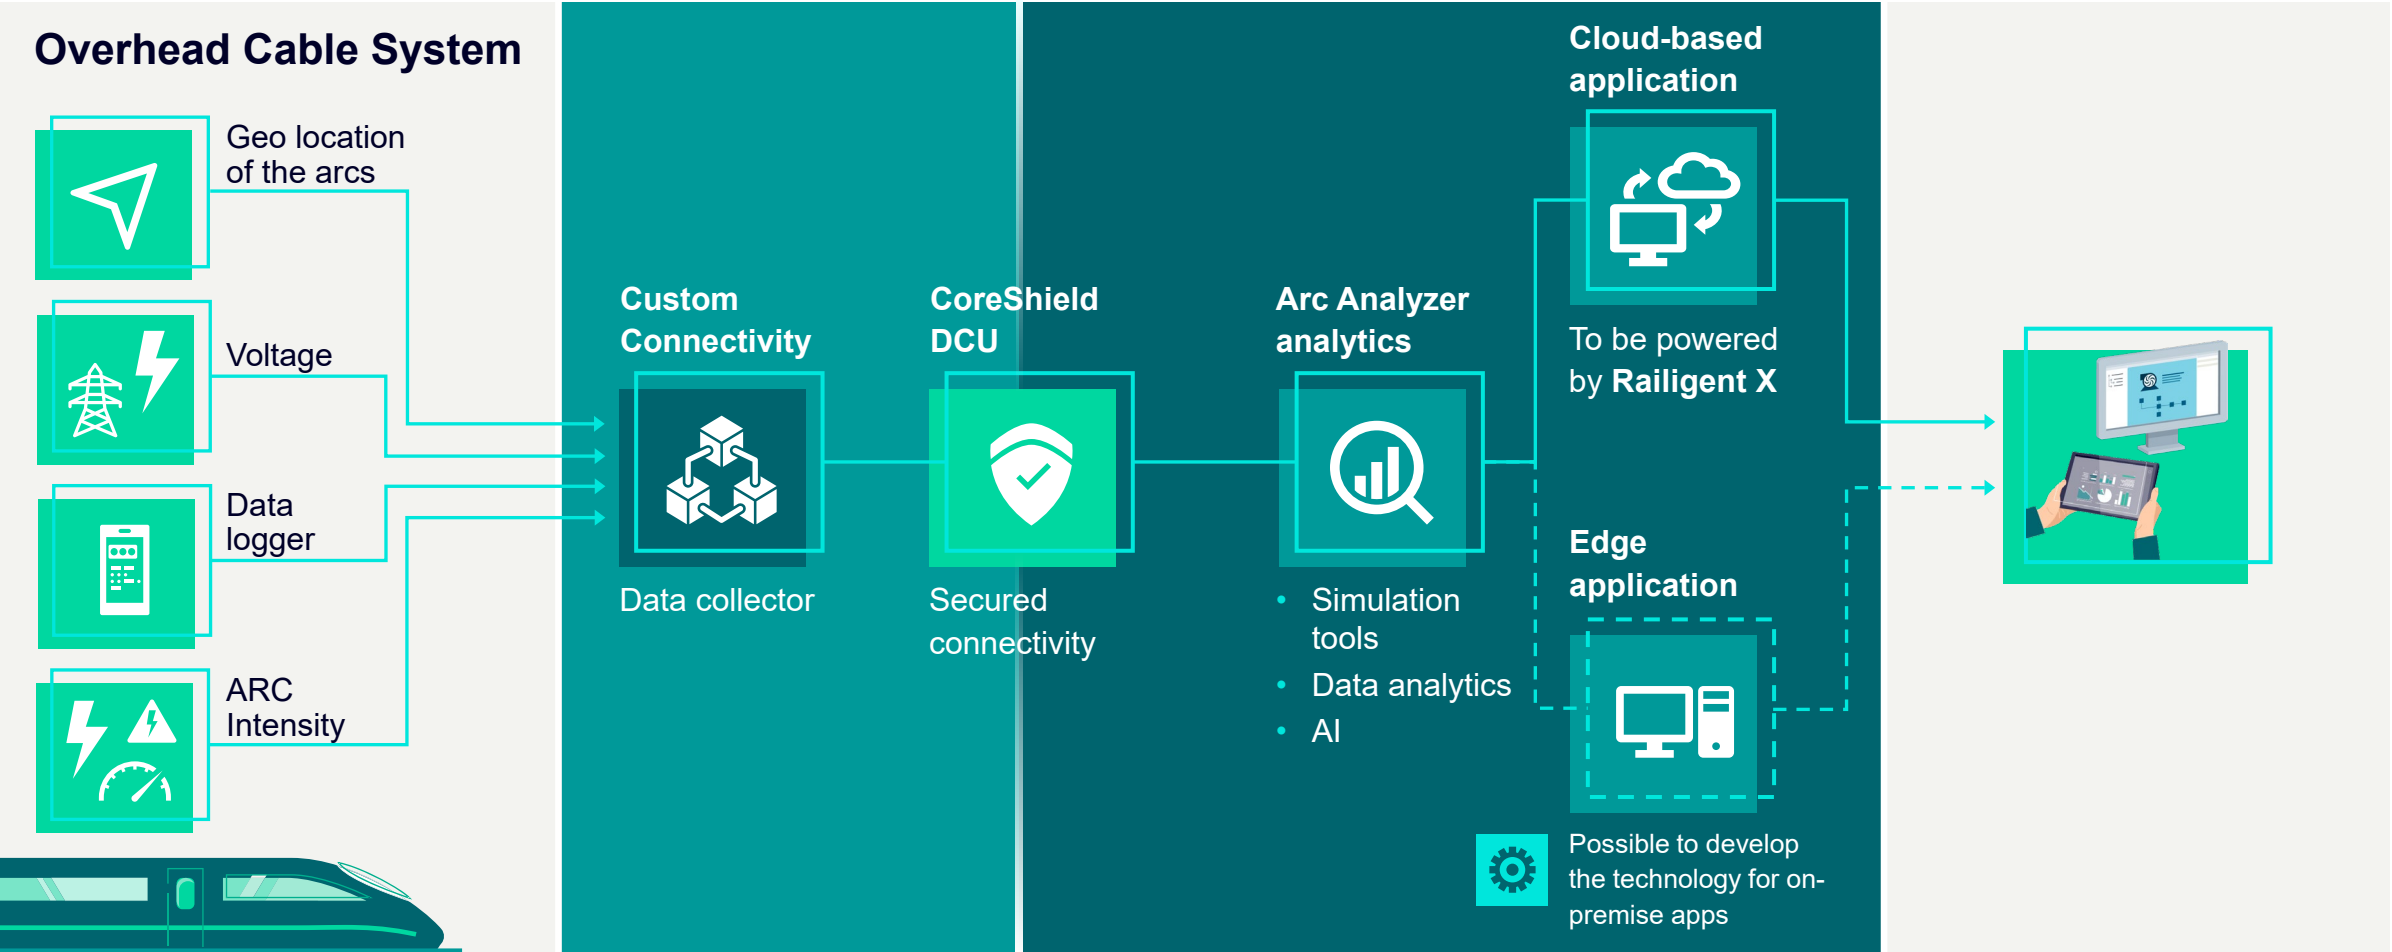 Overhead Cable System
Geo location
of the arcs
Voltage
Data
logger
ARC
Intensity
Custom
Connectivity
Data collector
CoreShield
DCU
Secured
connectivity
Arc Analyzer
analytics
• Simulation
tools
• Data analytics
• AI
Cloud-based
application
To be powered
by Railigent X
Edge
application
Possible to develop
the technology for on-
premise apps